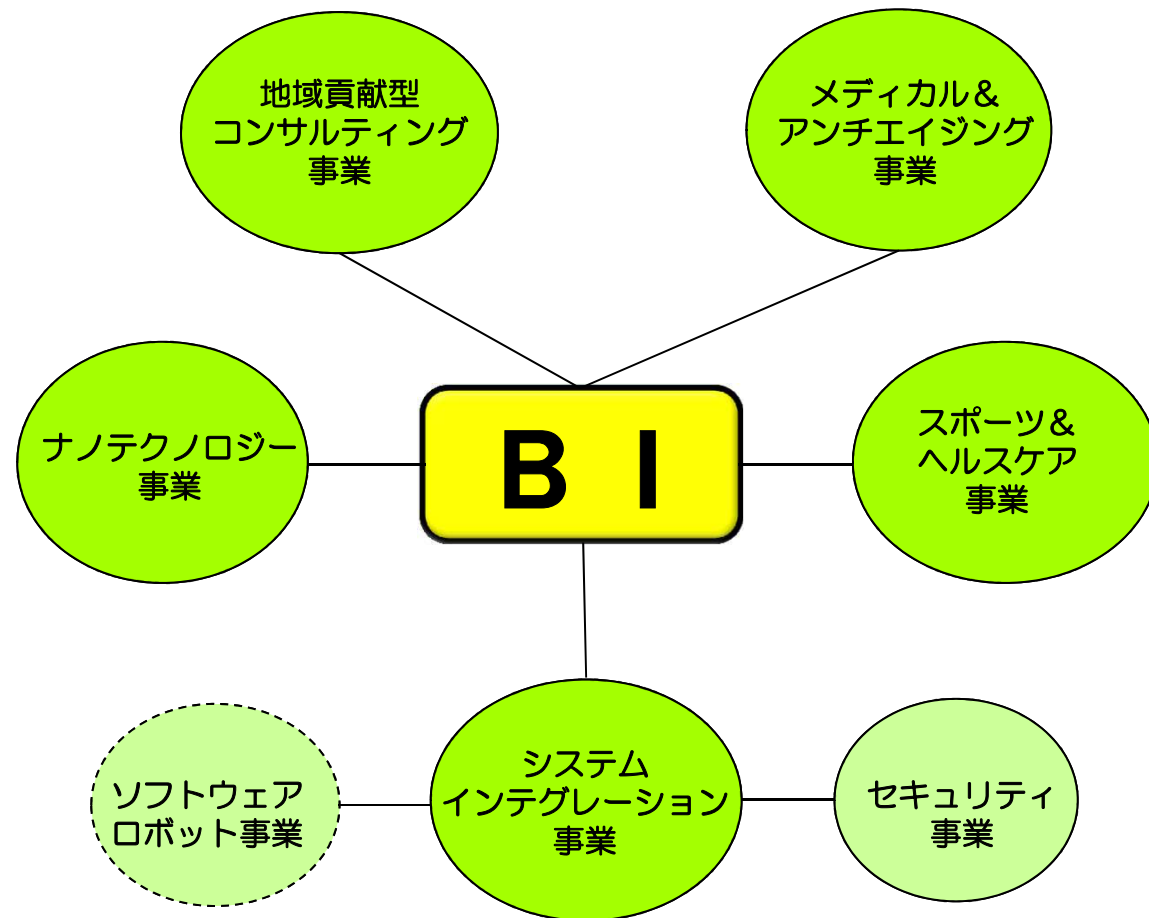 地域貢献型
コンサルティング
事業
メディカル＆
アンチエイジング
事業
ナノテクノロジー
事業
ＢＩ
スポーツ＆
ヘルスケア
事業
ソフトウェア
ロボット事業
システム
インテグレーション
事業
セキュリティ
事業